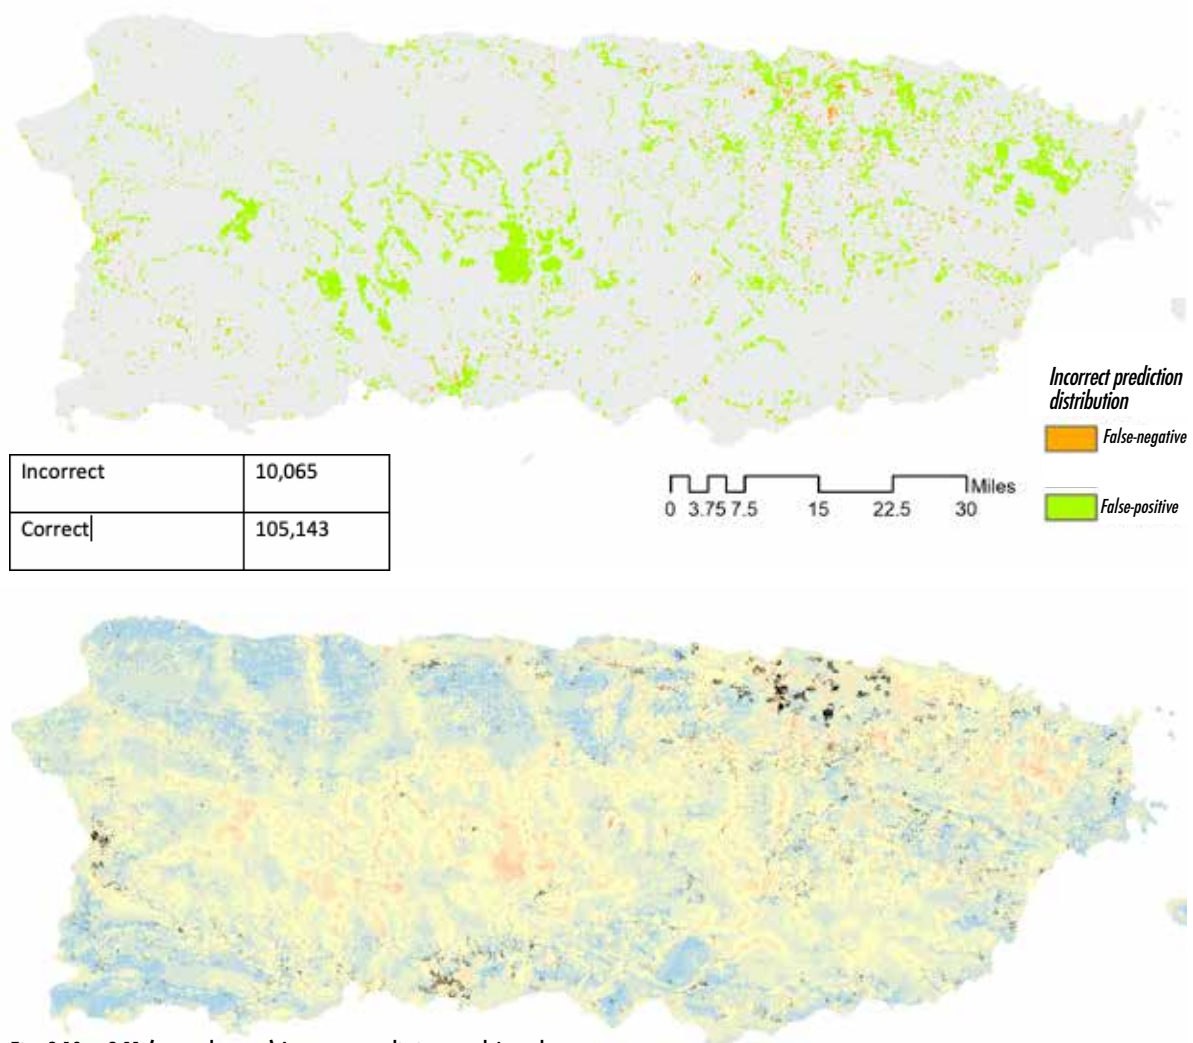 Incorrect prediction
distribution
False-negative
False-positive
Incorrect 10,065
Correct 105,143
Miles
0 3.75 7.5 15 22.5 30